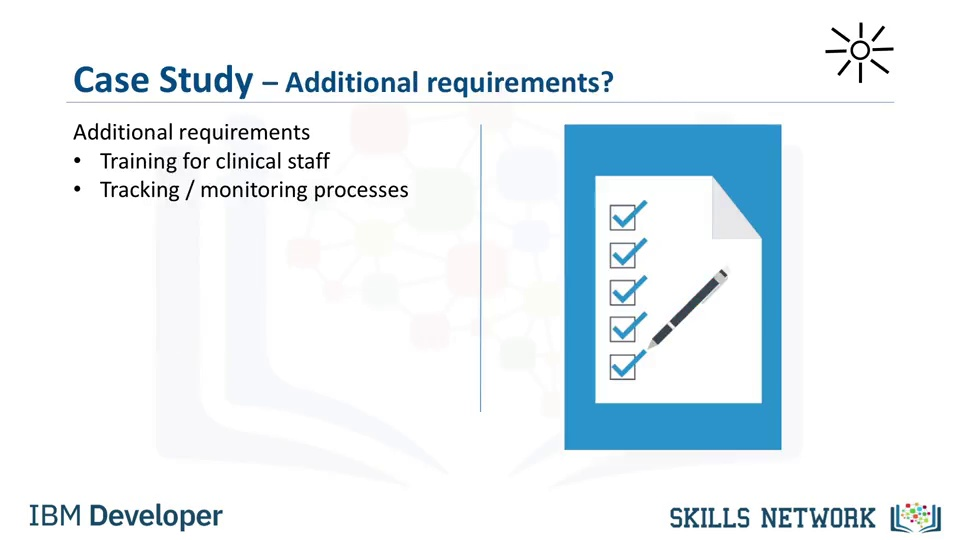 Case Study – Additional requirements?
Additional requirements
• Training for clinical staff
• Tracking / monitoring processes
IBM Developer
SKILLS NETWORK